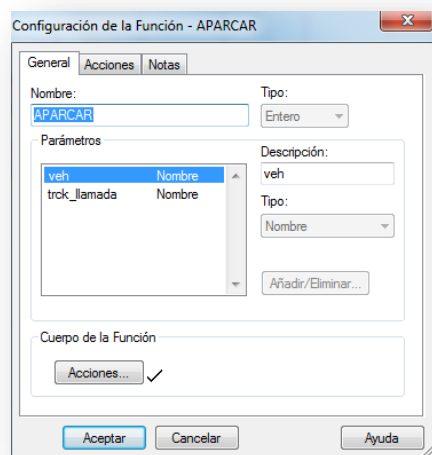 Configuración de la Función - APARCAR
General Acciones Notas
Nombre: Tipo:
APARCAR Entero
Parámetros Descripción:
veh Nombre veh
trck_llamada Nombre Tipo:
Nombre
Añadir/Eliminar...
Cuerpo de la Función
Acciones...
Aceptar Cancelar Ayuda